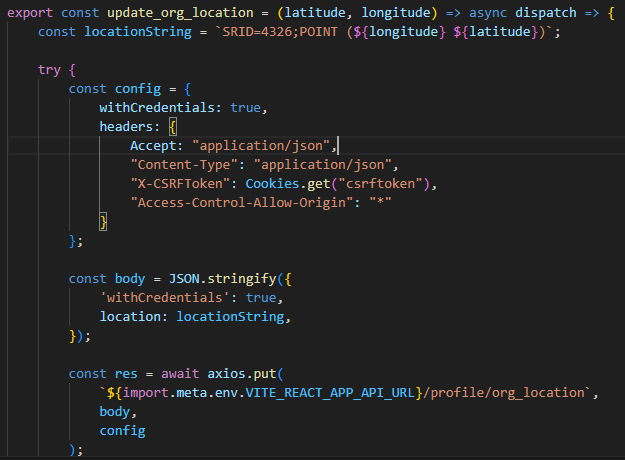 export const update_org_location = (latitude, longitude) => async dispatch => {
    const locationString = `SRID=4326;POINT (${longitude} ${latitude})`;

    try {
        const config = {
            withCredentials: true,
            headers: {
                Accept: "application/json",
                "Content-Type": "application/json",
                "X-CSRFToken": Cookies.get("csrftoken"),
                "Access-Control-Allow-Origin": "*"
            }
        };

        const body = JSON.stringify({
            'withCredentials': true,
            location: locationString,
        });

        const res = await axios.put(
            `${import.meta.env.VITE_REACT_APP_API_URL}/profile/org_location`,
            body,
            config
        );